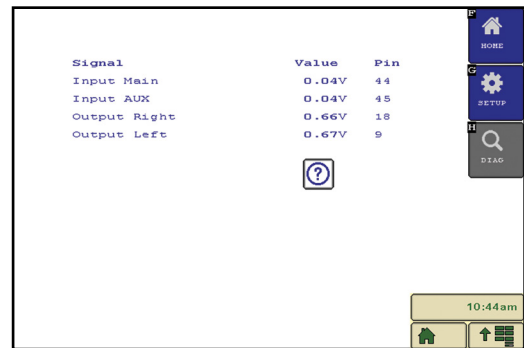 Signal Value Pin
Input Main 0.04V 44
Input AUX 0.04V 45
Output Right 0.66V 18
Output Left 0.67V 9
?
F
HOME
G
SETUP
H
DIAG
10:44am